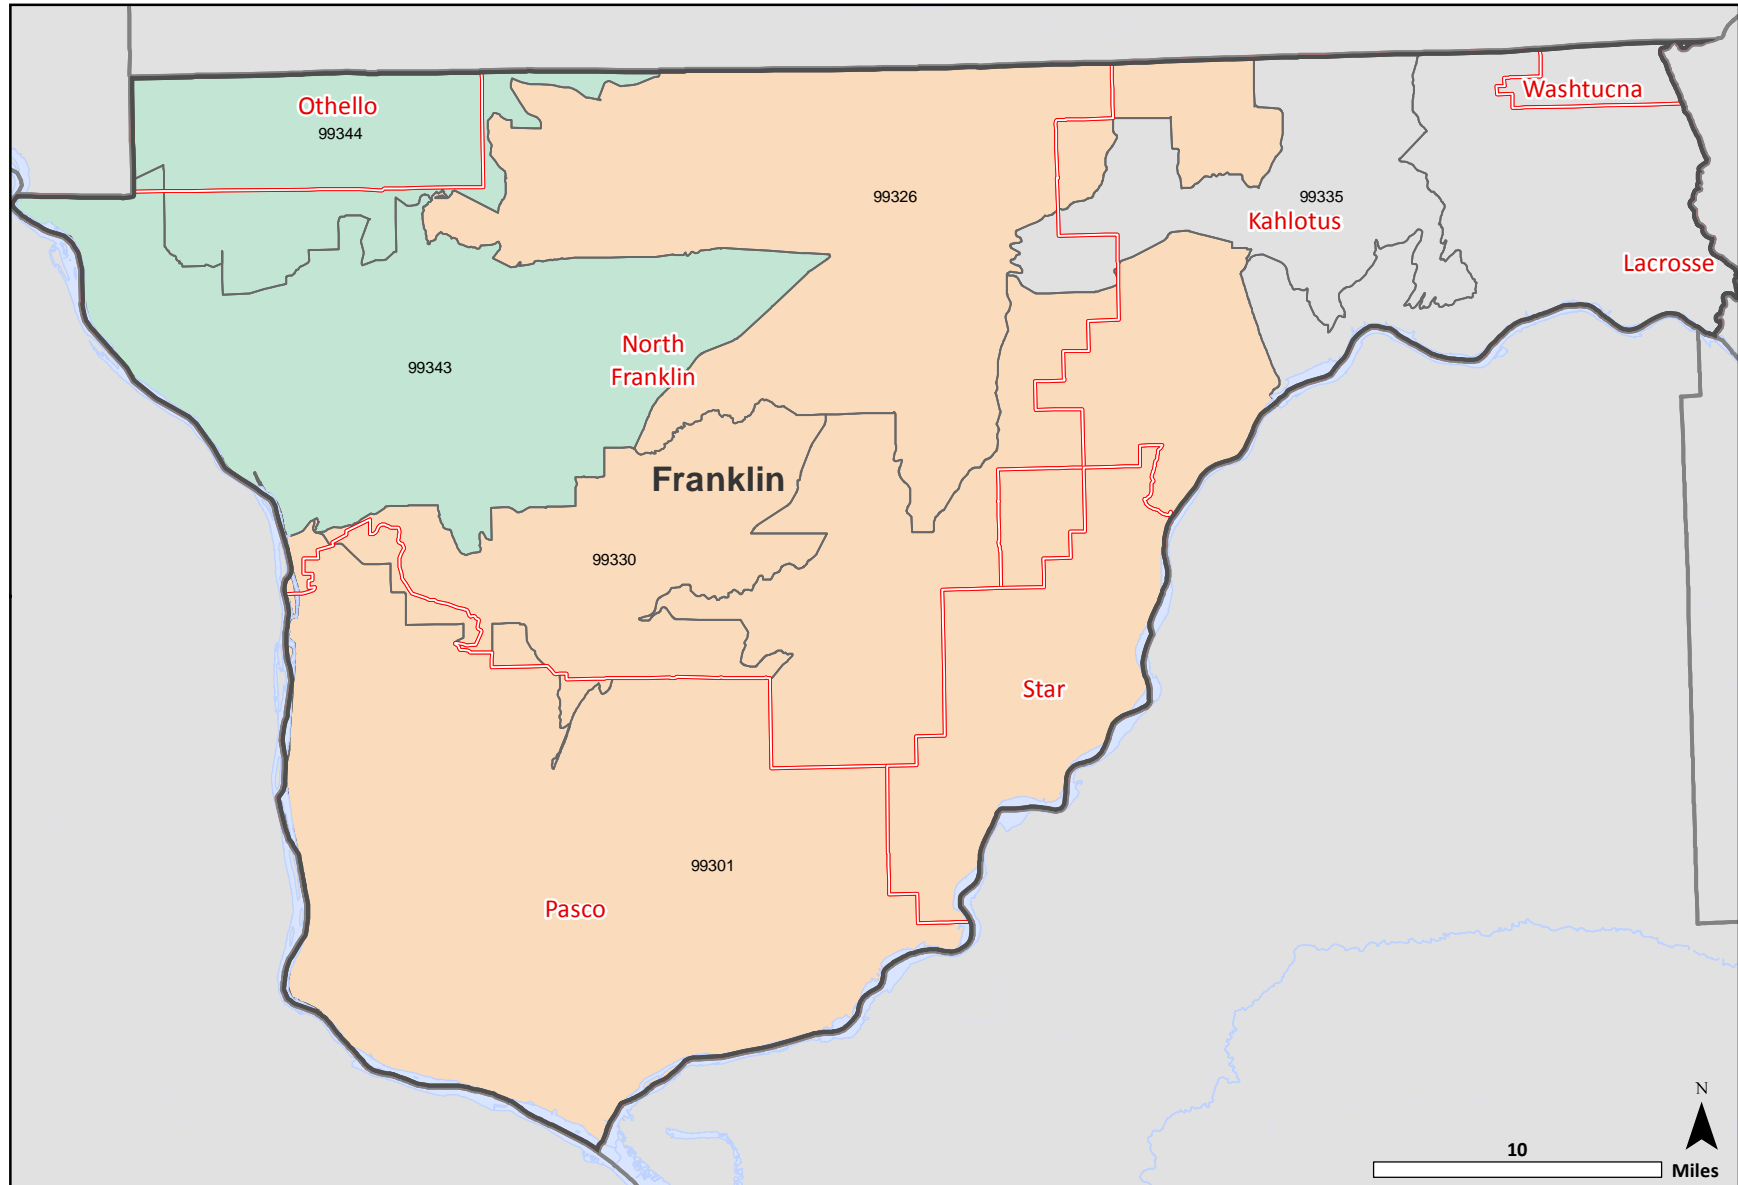 Othello
99344
Washtucna
99326
99335
Kahlotus
Lacrosse
North
Franklin
99343
Franklin
99330
Star
99301
Pasco
N
10
Miles